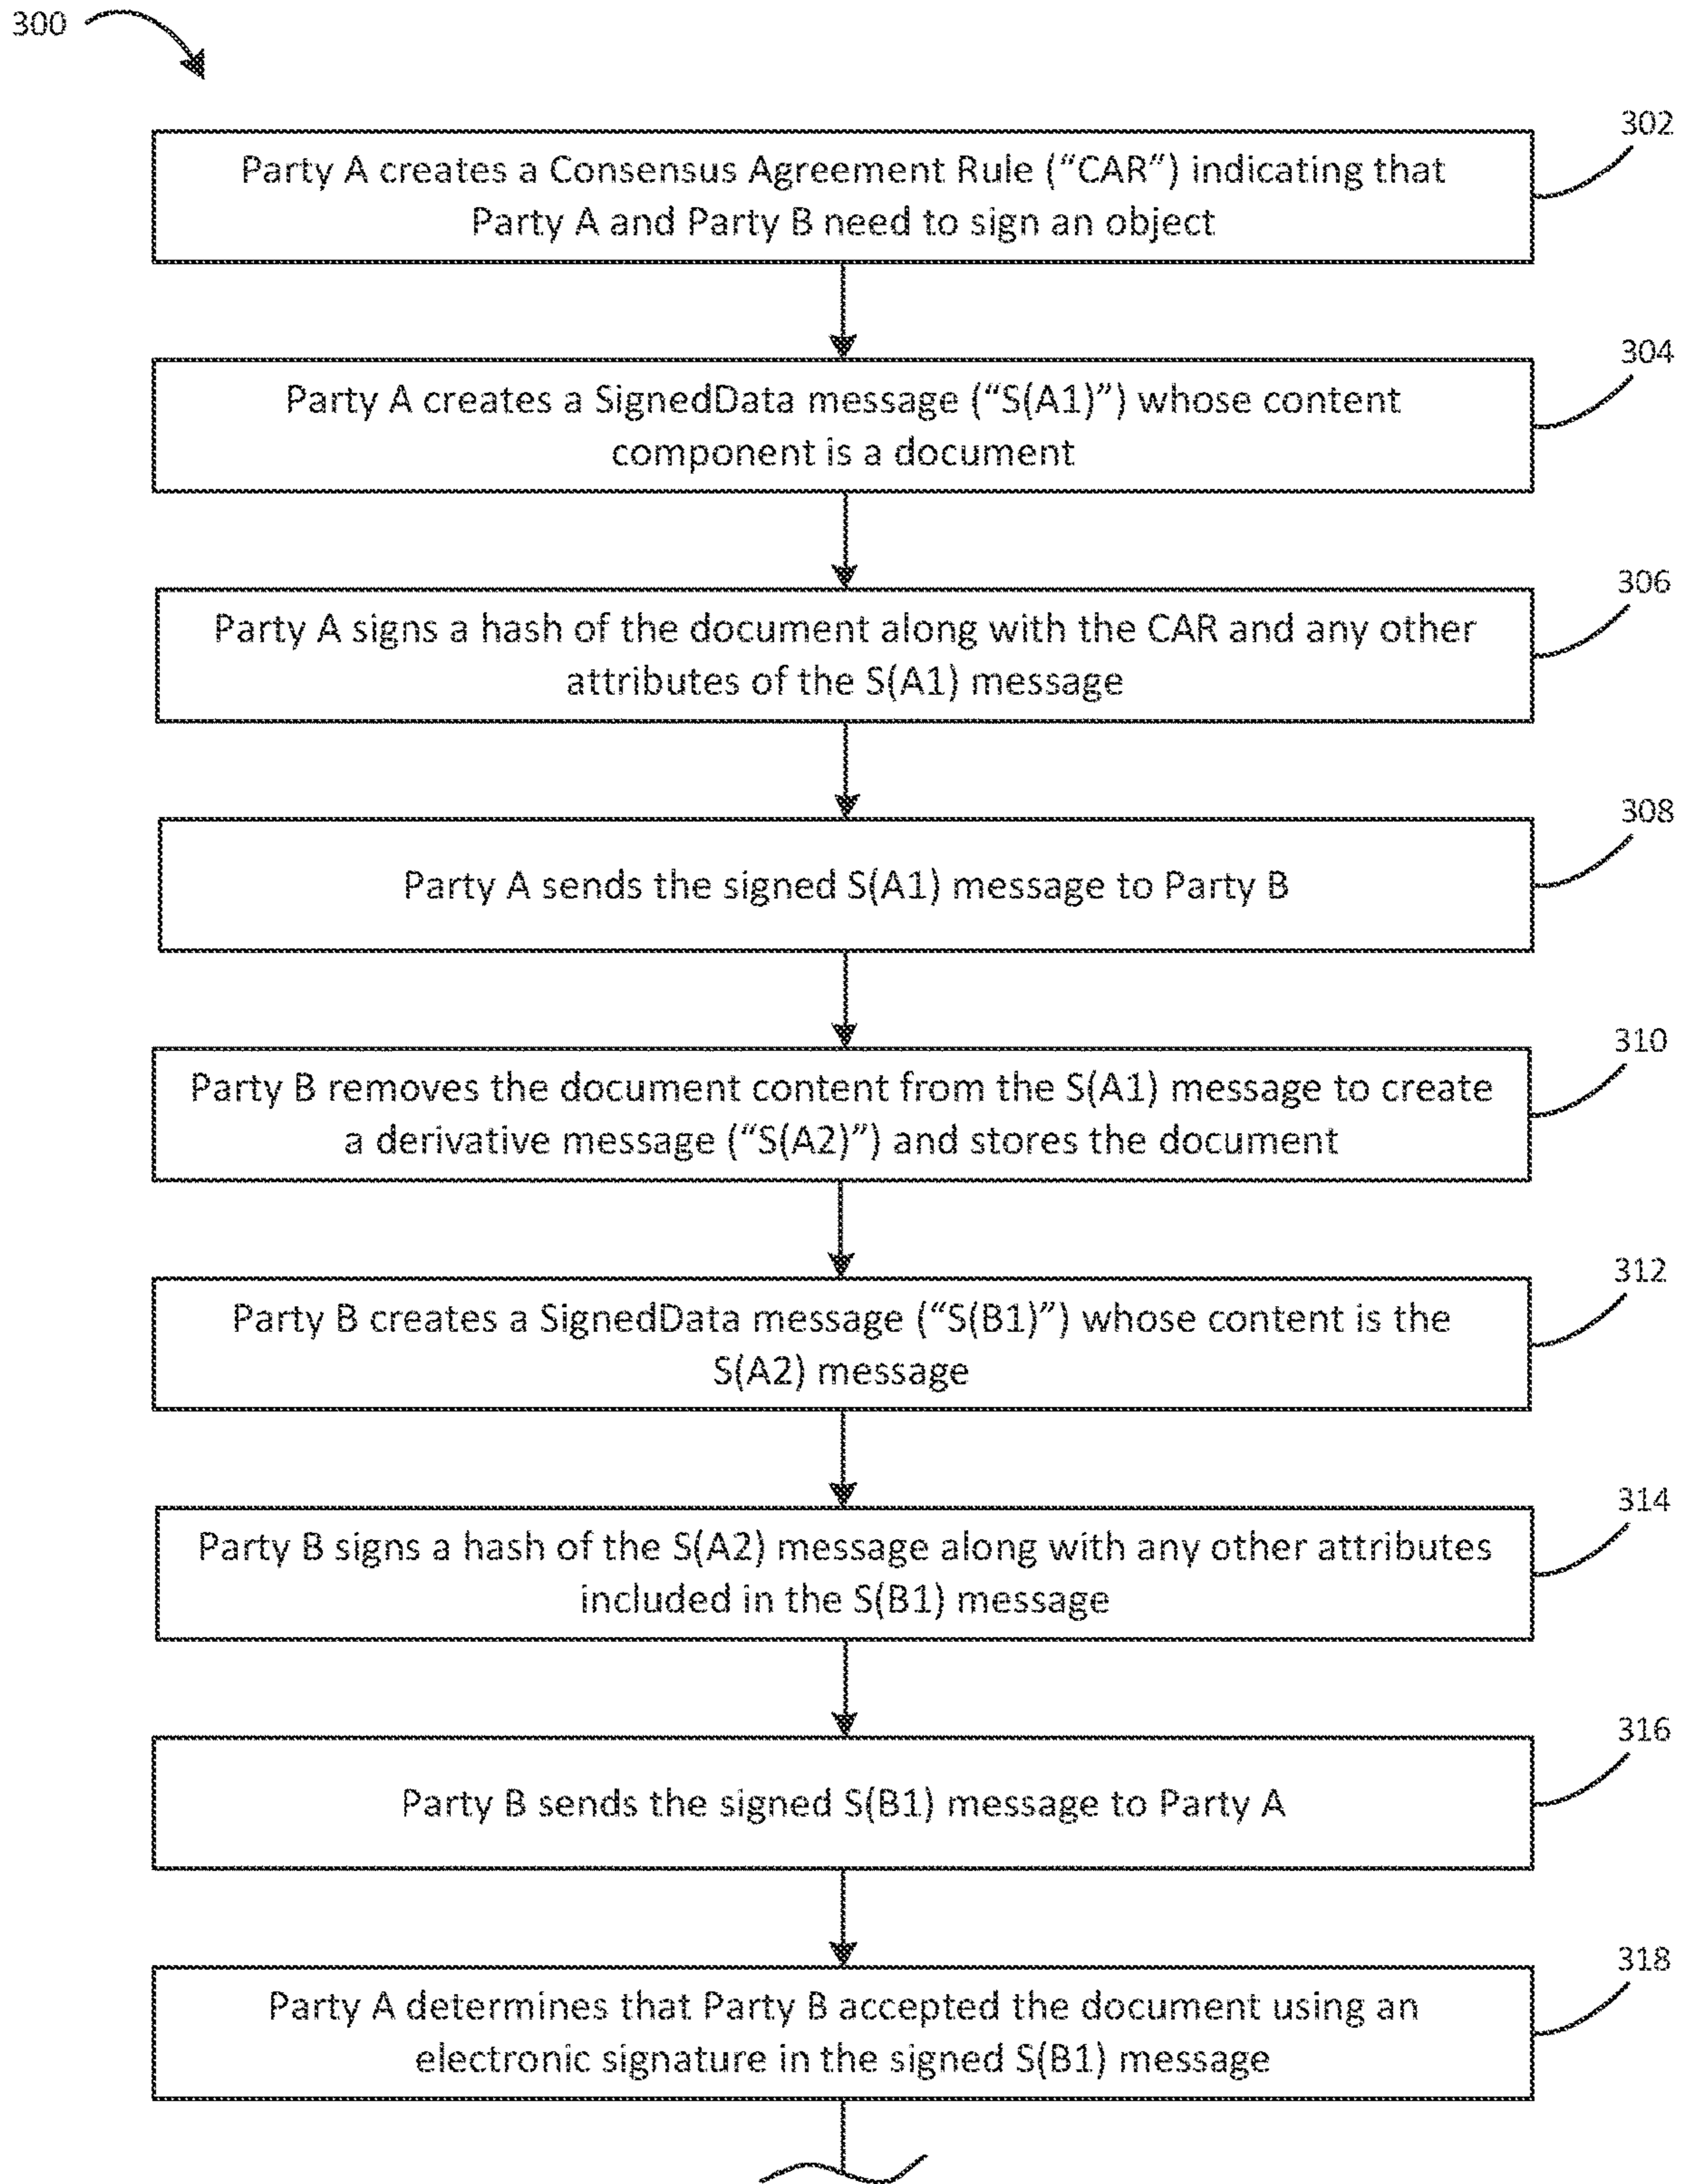 300
302
Party A creates a Consensus Agreement Rule (“CAR”) indicating that
Party A and Party B need to sign an object
304
Party A creates a SignedData message (“S(A1)”) whose content
component is a document
306
Party A signs a hash of the document along with the CAR and any other
attributes of the S(A1) message
308
Party A sends the signed S(A1) message to Party B
310
Party B removes the document content from the S(A1) message to create
a derivative message (“S(A2)”) and stores the document
312
Party B creates a SignedData message (“S(B1)”) whose content is the
S(A2) message
314
Party B signs a hash of the S(A2) message along with any other attributes
included in the S(B1) message
316
Party B sends the signed S(B1) message to Party A
318
Party A determines that Party B accepted the document using an
electronic signature in the signed S(B1) message